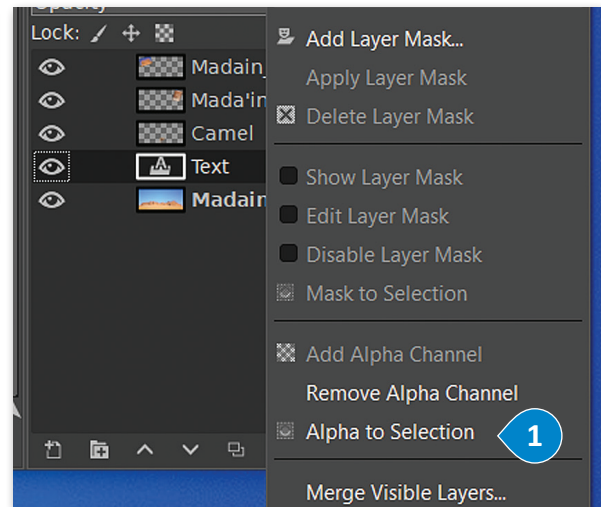 Opacity
Lock:
Madain_
Mada'in
Camel
Text
Madain
Add Layer Mask...
Apply Layer Mask
Delete Layer Mask
Show Layer Mask
Edit Layer Mask
Disable Layer Mask
Mask to Selection
Add Alpha Channel
Remove Alpha Channel
Alpha to Selection
1
Merge Visible Layers...